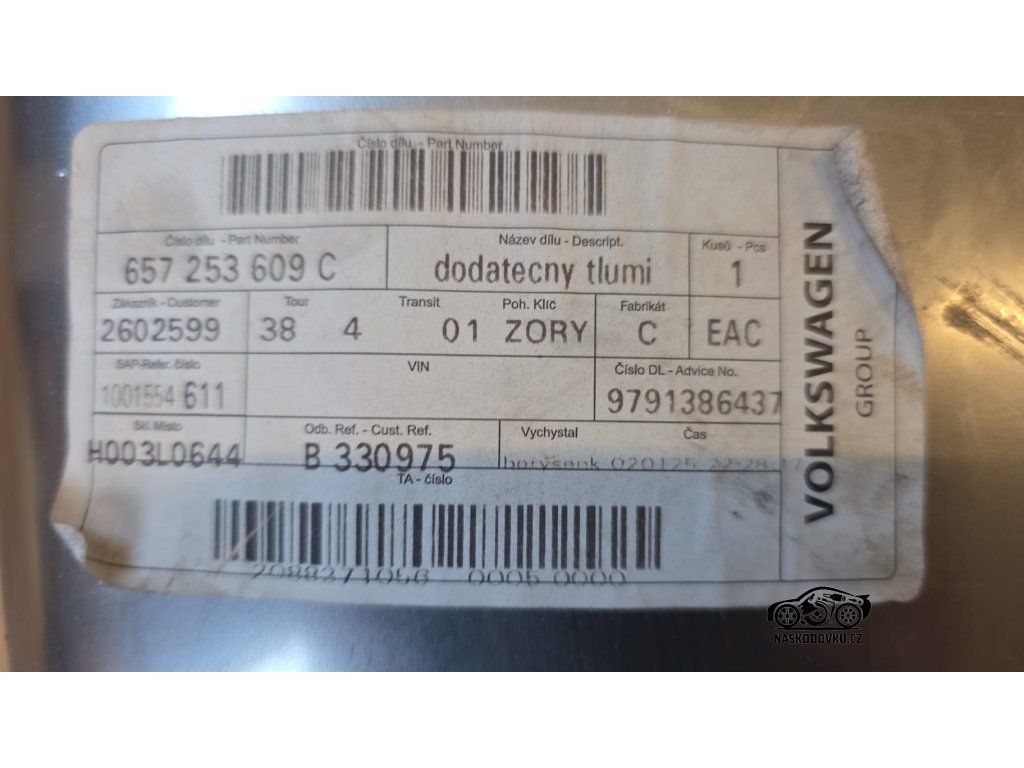 Číslo dílu - Part Number
Číslo dílu - Part Number
Název dílu - Descript.
Kusů - Pcs
657 253 609 C
dodatecny tlumi
1
Zákazník - Customer
Tour
Transit
Poh. Klíč
Fabrikát
2602599
38
4
01
ZORY
C
EAC
SAP-Refer. číslo
VIN
Číslo DL - Advice No.
1001554 611
9791386437
Skl. Místo
Odb. Ref. - Cust. Ref.
Vychystal
Čas
H003L0644
B 330975
TA - číslo
0000
VOLKSWAGEN
GROUP
NASKODOVKU.CZ